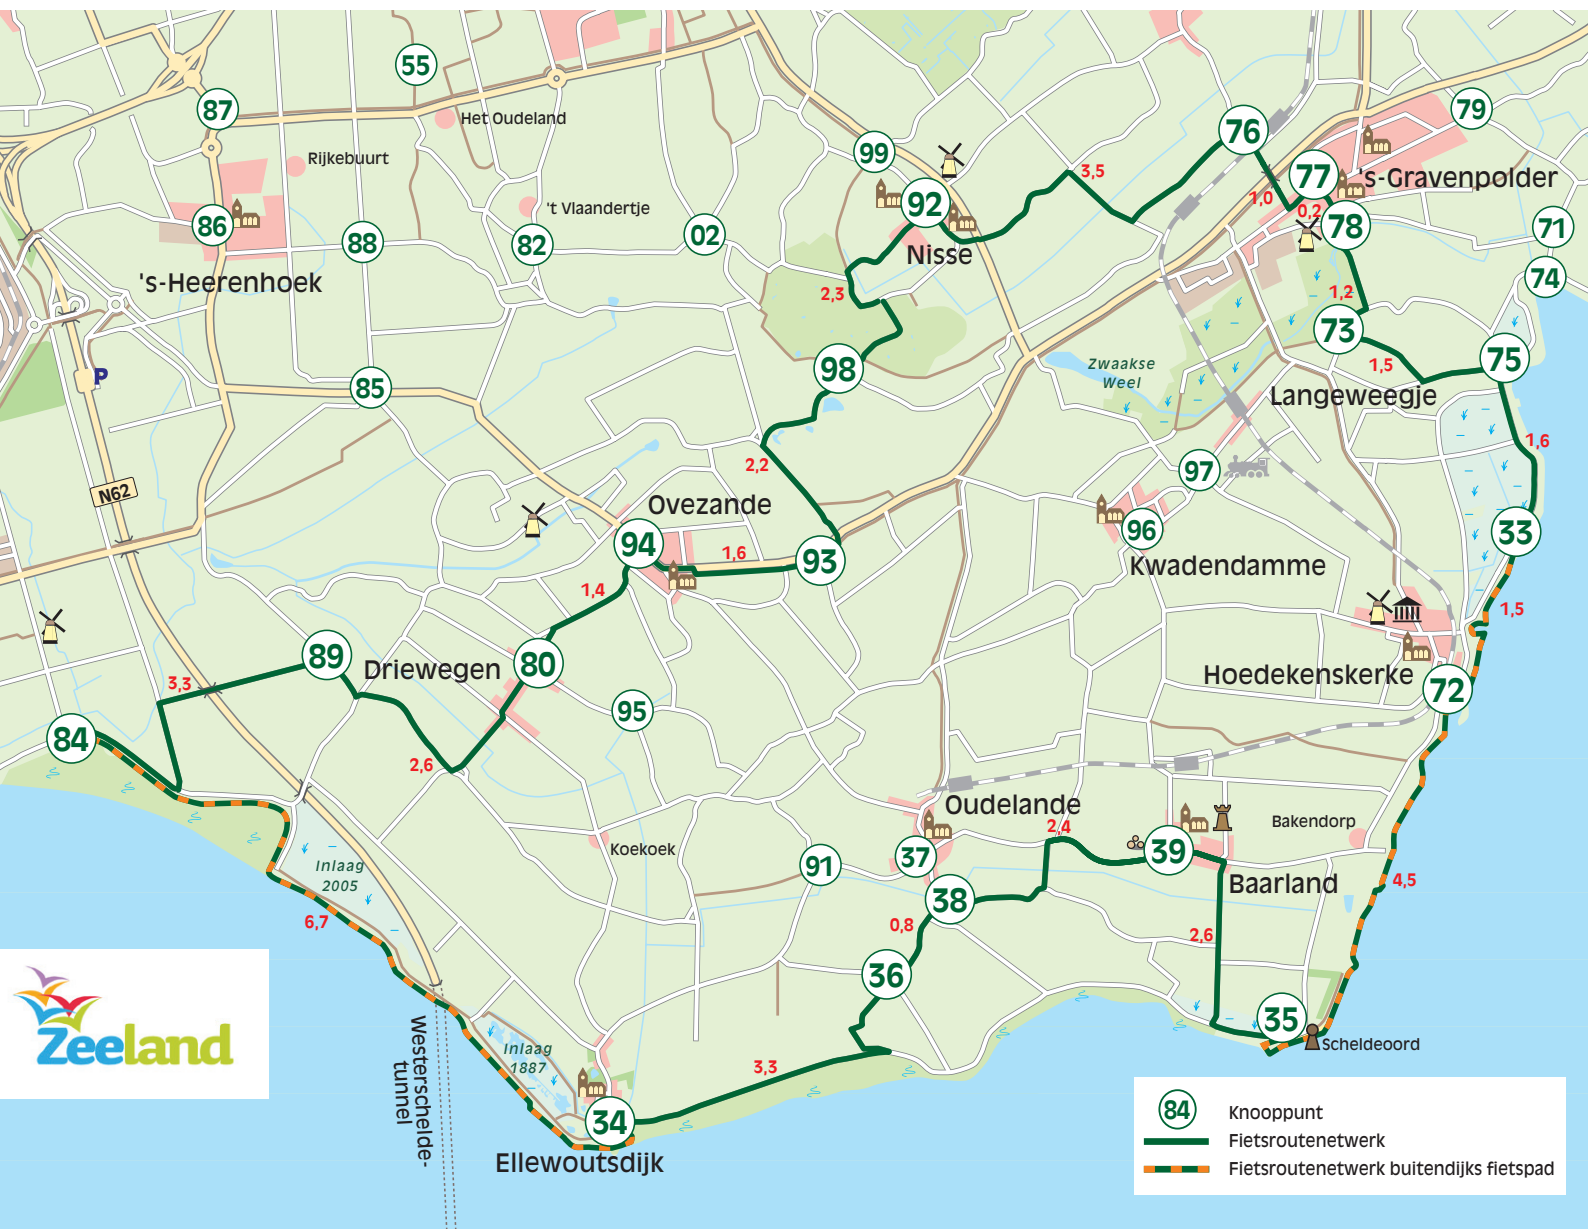 55
87
79
Het Oudeland
76
99
Rijkebuurt
3,5
77
's-Gravenpolder
1,0
92
't Vlaandertje
0,2
86
78
71
88
82
02
Nisse
's-Heerenhoek
74
2,3
1,2
73
Zwaakse
Weel
98
1,5
75
P
85
Langeweegje
1,6
2,2
97
N62
Ovezande
96
33
94
1,6
93
Kwadendamme
1,4
1,5
89
Driewegen
80
Hoedekenskerke
3,3
72
95
84
2,6
Oudelande
2,4
Bakendorp
Koekoek
37
39
Inlaag
2005
91
Baarland
4,5
38
6,7
0,8
2,6
36
Zeeland
35
Westerschelde-
tunnel
Inlaag
1887
Scheldeoord
3,3
34
Ellewoutsdijk
84 Knooppunt
Fietsroutenetwerk
Fietsroutenetwerk buitendijks fietspad